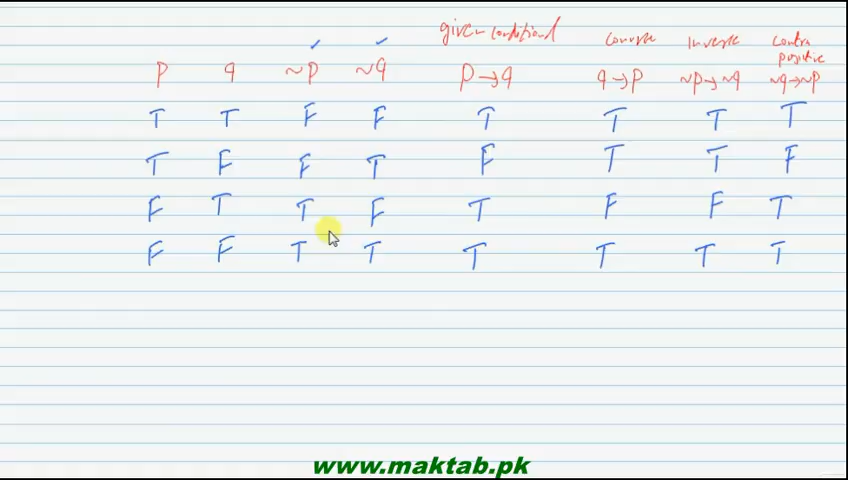 given conditional Converse Inverse Contra
positive
p q ~p ~q p→q q→p ~p→~q ~q→~p
T T F F T T T T
T F F T F T T F
F T T F T F F T
F F T T T T T T
www.maktab.pk